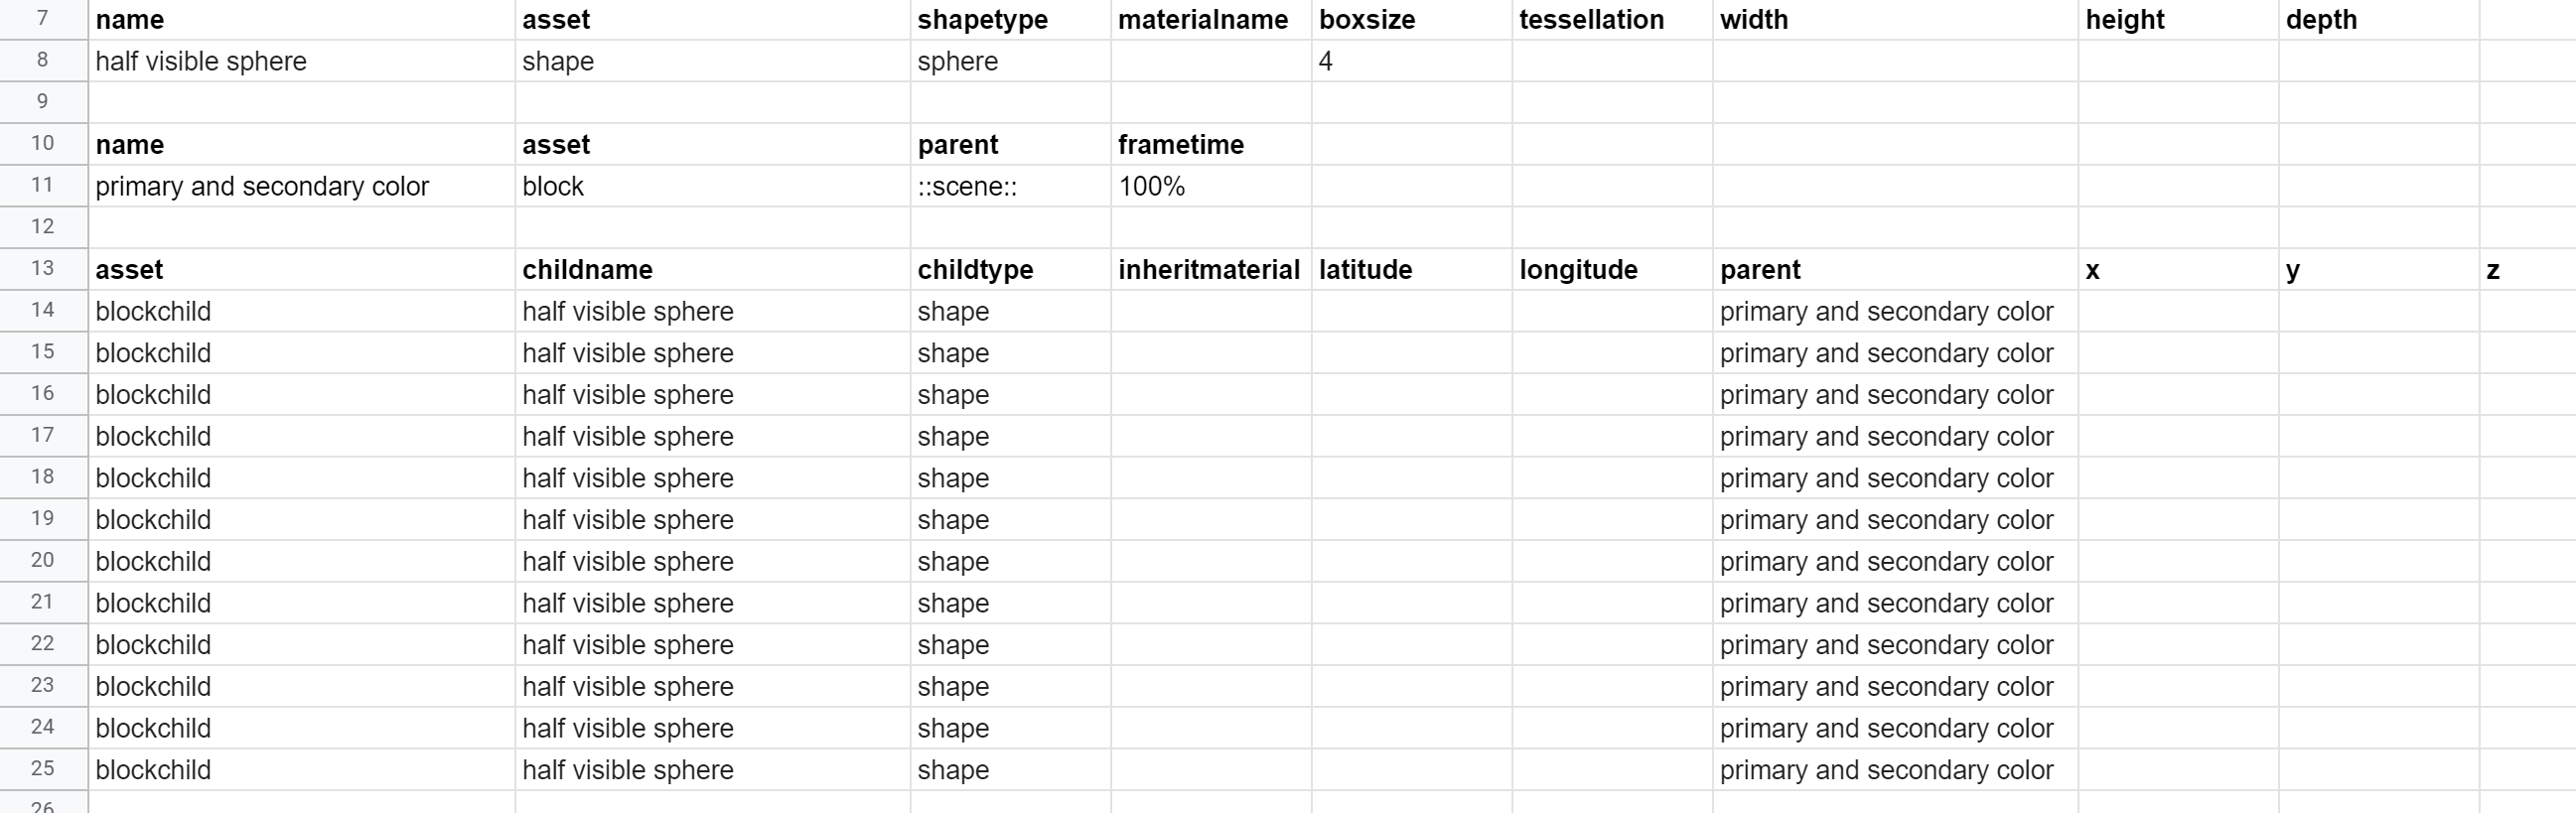 7 name asset shapetype materialname boxsize tessellation width height depth
8 half visible sphere shape sphere 4
9
10 name asset parent frametime
11 primary and secondary color block ::scene:: 100%
12
13 asset childname childtype inheritmaterial latitude longitude parent x y z
14 blockchild half visible sphere shape primary and secondary color
15 blockchild half visible sphere shape primary and secondary color
16 blockchild half visible sphere shape primary and secondary color
17 blockchild half visible sphere shape primary and secondary color
18 blockchild half visible sphere shape primary and secondary color
19 blockchild half visible sphere shape primary and secondary color
20 blockchild half visible sphere shape primary and secondary color
21 blockchild half visible sphere shape primary and secondary color
22 blockchild half visible sphere shape primary and secondary color
23 blockchild half visible sphere shape primary and secondary color
24 blockchild half visible sphere shape primary and secondary color
25 blockchild half visible sphere shape primary and secondary color
26